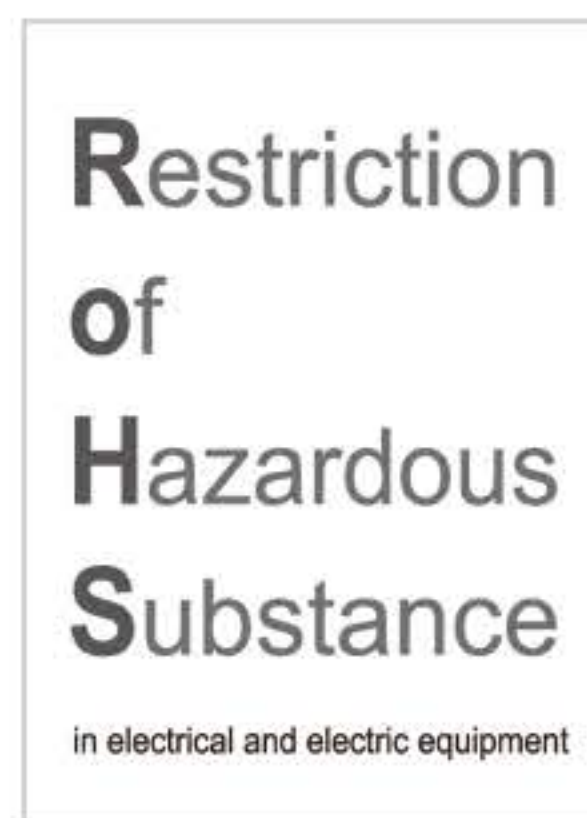 Restriction
of
Hazardous
Substance
in electrical and electric equipment